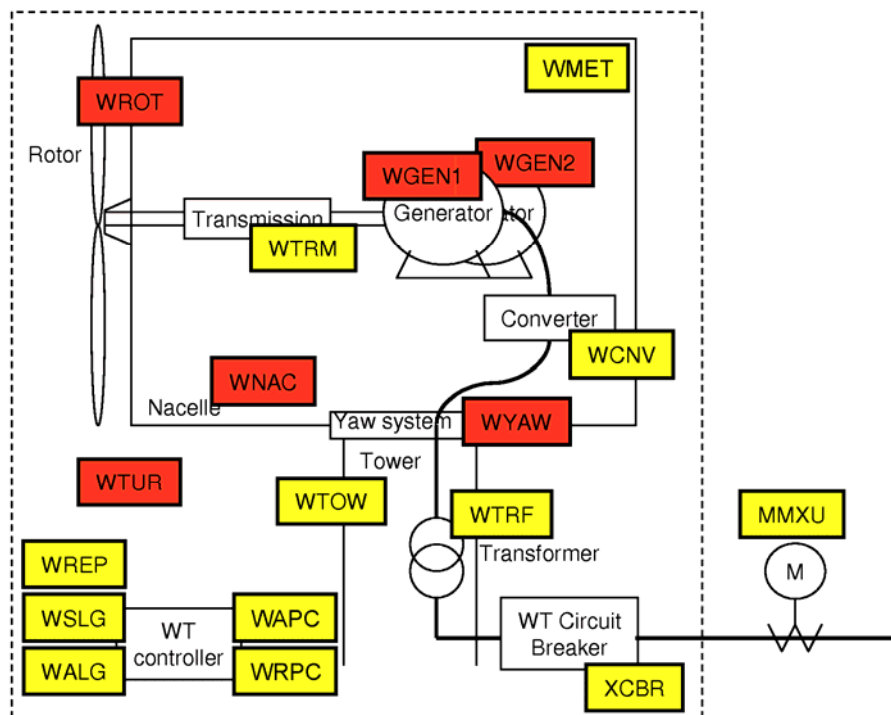 WMET
WROT
Rotor
WGEN1
WGEN2
Transmission
Generator
tor
WTRM
Converter
WCNV
WNAC
Nacelle
Yaw system
WYAW
Tower
WTUR
WTOW
WTRF
MMXU
Transformer
WREP
M
WSLG
WT
controller
WAPC
WALG
WRPC
WT Circuit
Breaker
XCBR